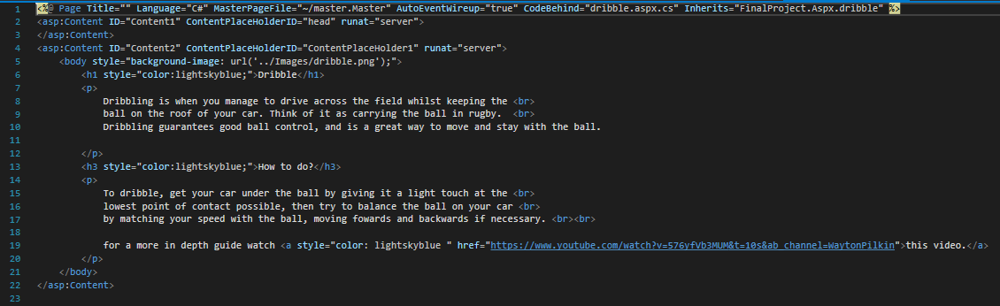 1 <%@ Page Title="" Language="C#" MasterPageFile="~/master.Master" AutoEventWireup="true" CodeBehind="dribble.aspx.cs" Inherits="FinalProject.Aspx.dribble" %>
2 <asp:Content ID="Content1" ContentPlaceHolderID="head" runat="server">
3 </asp:Content>
4 <asp:Content ID="Content2" ContentPlaceHolderID="ContentPlaceHolder1" runat="server">
5     <body style="background-image: url('../Images/dribble.png');">
6         <h1 style="color:lightskyblue;">Dribble</h1>
7         <p>
8             Dribbling is when you manage to drive across the field whilst keeping the <br>
9             ball on the roof of your car. Think of it as carrying the ball in rugby.  <br>
10             Dribbling guarantees good ball control, and is a great way to move and stay with the ball.
11
12         </p>
13         <h3 style="color:lightskyblue;">How to do?</h3>
14         <p>
15             To dribble, get your car under the ball by giving it a light touch at the <br>
16             lowest point of contact possible, then try to balance the ball on your car <br>
17             by matching your speed with the ball, moving fowards and backwards if necessary. <br><br>
18
19             for a more in depth guide watch <a style="color: lightskyblue " href="https://www.youtube.com/watch?v=576yfVb3MUM&t=10s&ab_channel=WaytonPilkin">this video.</a>
20         </p>
21     </body>
22 </asp:Content>
23